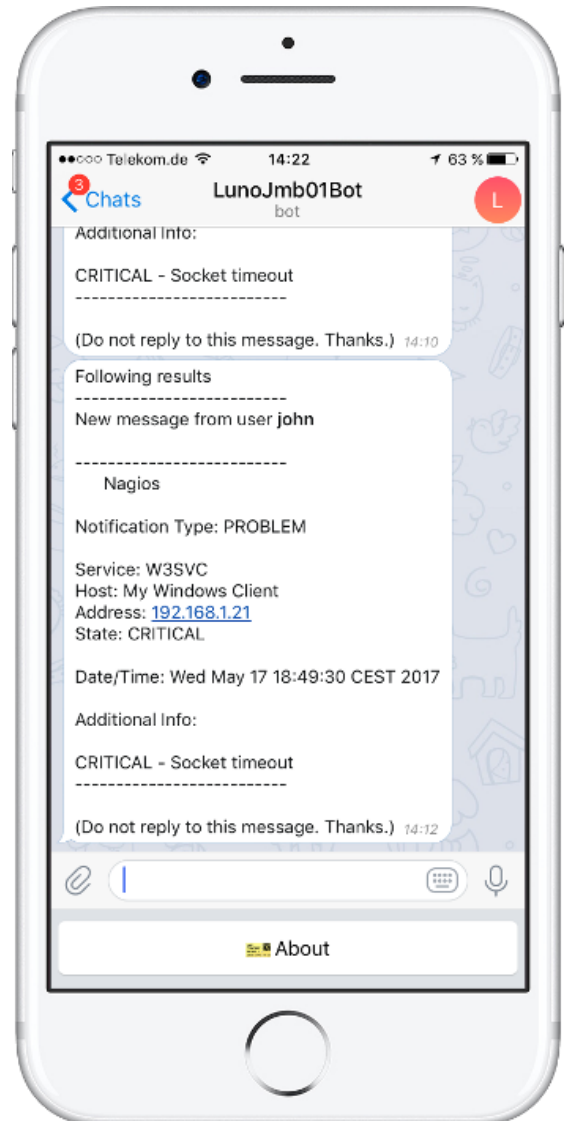 Telekom.de 14:22 63 %
3
Chats LunoJmb01Bot L
bot
Additional Info:
CRITICAL - Socket timeout
--------------------------
(Do not reply to this message. Thanks.) 14:10
Following results
--------------------------
New message from user john
--------------------------
Nagios
Notification Type: PROBLEM
Service: W3SVC
Host: My Windows Client
Address: 192.168.1.21
State: CRITICAL
Date/Time: Wed May 17 18:49:30 CEST 2017
Additional Info:
CRITICAL - Socket timeout
--------------------------
(Do not reply to this message. Thanks.) 14:12
About